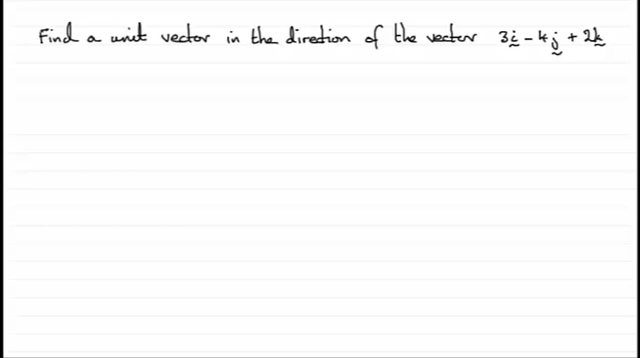 Find a unit vector in the direction of the vector 3i - 4j + 2k